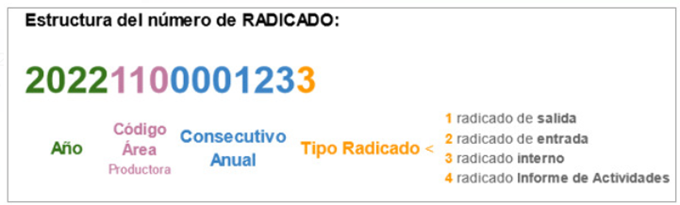 Estructura del número de RADICADO:
20221100001233
Año
Código
Área
Productora
Consecutivo
Anual
Tipo Radicado <
1 radicado de salida
2 radicado de entrada
3 radicado interno
4 radicado Informe de Actividades